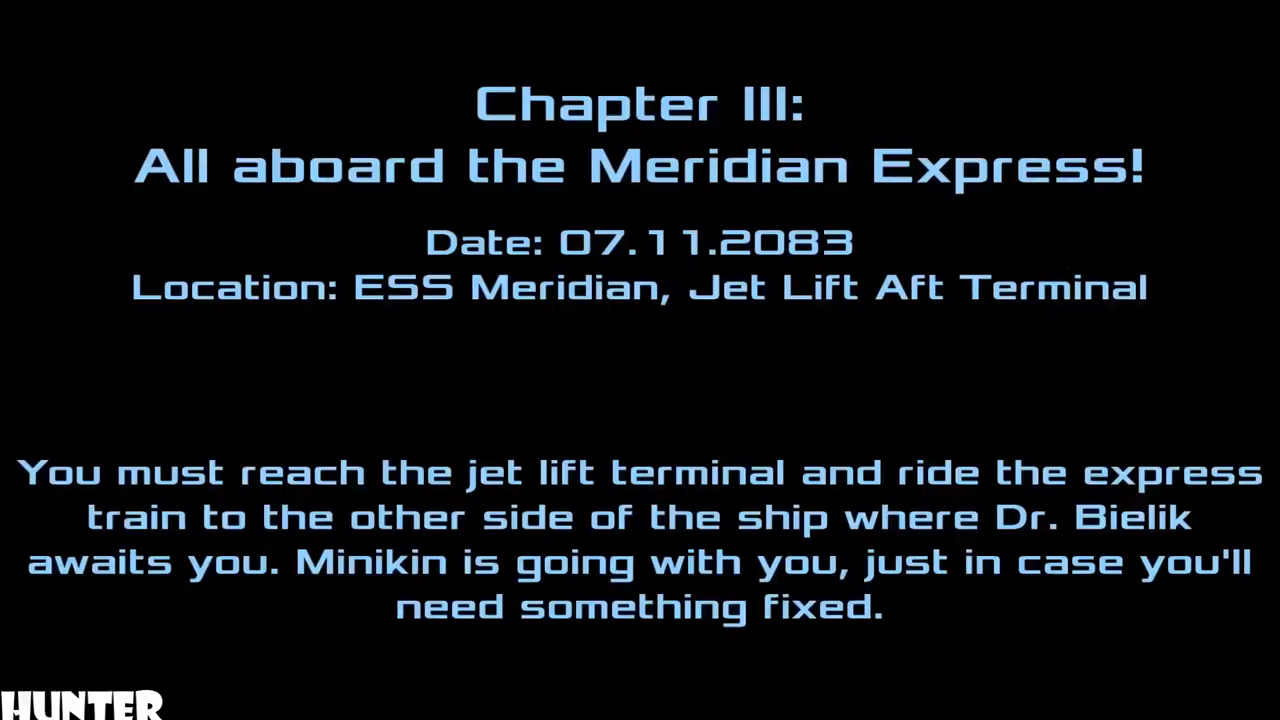 Chapter III:
All aboard the Meridian Express!
Date: 07.11.2083
Location: ESS Meridian, Jet Lift Aft Terminal
You must reach the jet lift terminal and ride the express
train to the other side of the ship where Dr. Bielik
awaits you. Minikin is going with you, just in case you'll
need something fixed.
HUNTER